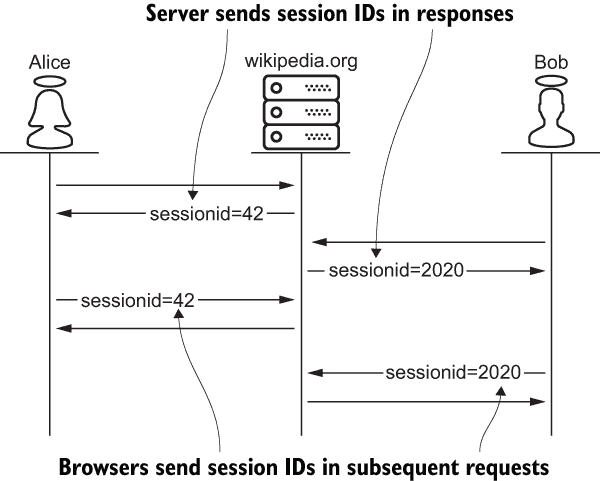 Server sends session IDs in responses
Alice
wikipedia.org
Bob
sessionid=42
sessionid=2020
sessionid=42
sessionid=2020
Browsers send session IDs in subsequent requests